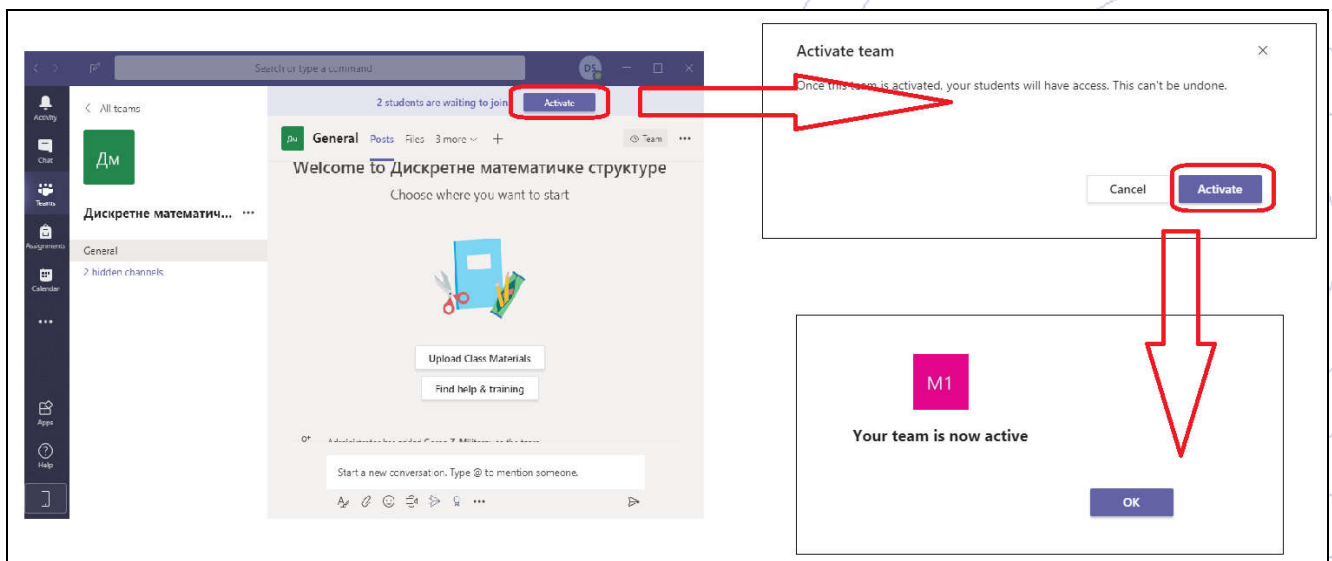 Search or type a command
DS
Activity
Chat
Teams
Assignments
Calendar
Apps
Help
All teams
Дм
Дискретне математич... ...
General
2 hidden channels
2 students are waiting to join
Activate
Дм General Posts Files 3 more + Team ...
Welcome to Дискретне математичке структуре
Choose where you want to start
Upload Class Materials
Find help & training
Start a new conversation. Type @ to mention someone.
Activate team
Once this team is activated, your students will have access. This can't be undone.
Cancel Activate
M1
Your team is now active
OK